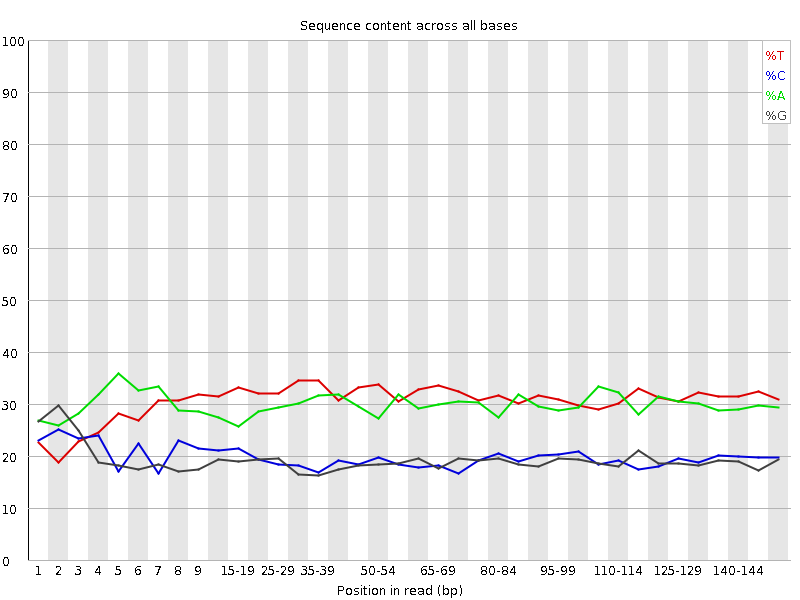 Sequence content across all bases
100
90
80
70
60
50
40
30
20
10
0
%T
%C
%A
%G
1 2 3 4 5 6 7 8 9 15-19 25-29 35-39 50-54 65-69 80-84 95-99 110-114 125-129 140-144
Position in read (bp)